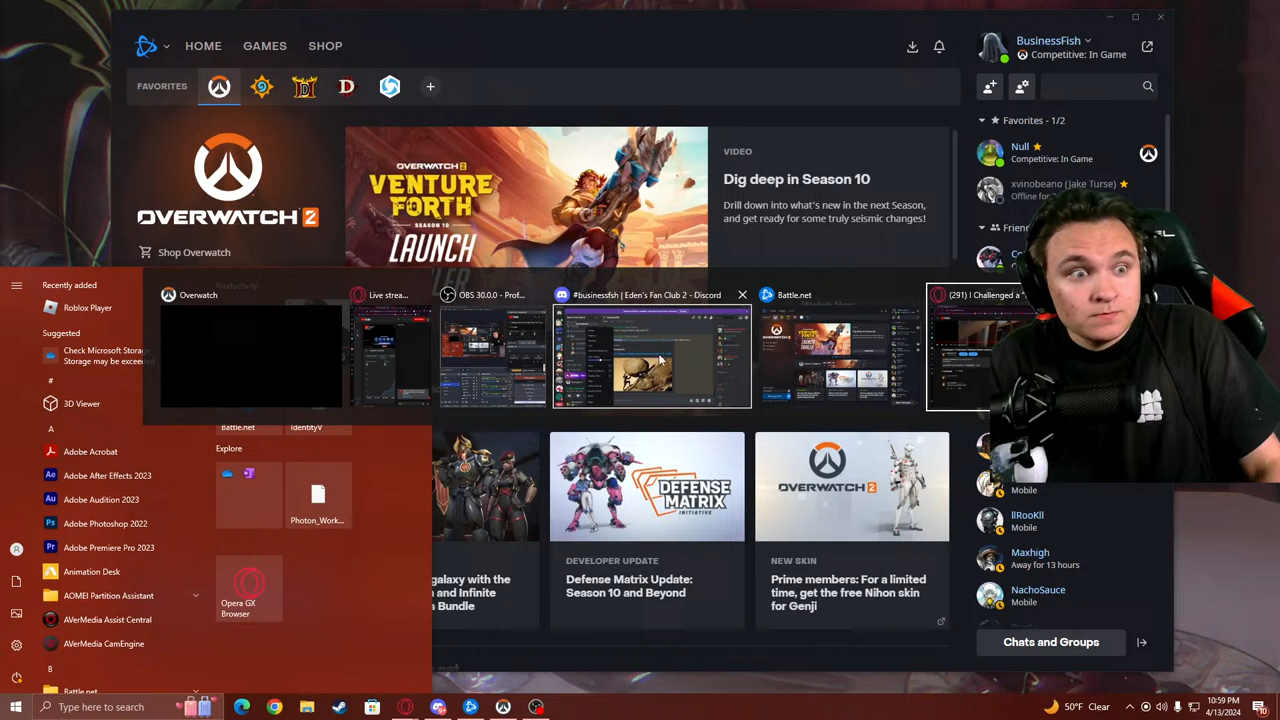 HOME
GAMES
SHOP
BusinessFish
Competitive: In Game
FAVORITES
Favorites - 1/2
Null
Competitive: In Game
xvinobeano (Jake Turse)
Offline for
OVERWATCH 2
VENTURE
FORTH
SEASON 10
LAUNCH
VIDEO
Dig deep in Season 10
Drill down into what's new in the next Season,
and get ready for some truly seismic changes!
OVERWATCH 2
Shop Overwatch
Recently added
Roblox Player
Suggested
Check Microsoft Storag
Storage may be exceed
#
3D Viewer
A
Adobe Acrobat
Adobe After Effects 2023
Adobe Audition 2023
Adobe Photoshop 2022
Adobe Premiere Pro 2023
Animation Desk
AOMEI Partition Assistant
AVerMedia Assist Central
AVerMedia CamEngine
B
Battle.net
Productivity
Overwatch
Live strea...
OBS 30.0.0 - Prof...
#businessfsh | Eden's Fan Club 2 - Discord
Battle.net
(291) I Challenged a
Battle.net
IdentityV
Explore
Photon_Work...
Opera GX
Browser
galaxy with the
n and Infinite
Bundle
DEFENSE
MATRIX
INITIATIVE
DEVELOPER UPDATE
Defense Matrix Update:
Season 10 and Beyond
OVERWATCH 2
NEW SKIN
Prime members: For a limited
time, get the free Nihon skin
for Genji
Mobile
llRooKll
Mobile
Maxhigh
Away for 13 hours
NachoSauce
Mobile
Chats and Groups
Type here to search
50°F Clear
10:59 PM
4/13/2024
10